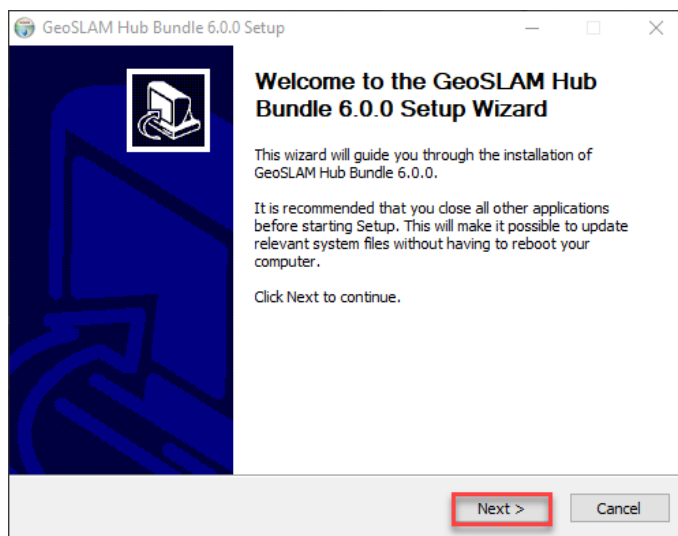 GeoSLAM Hub Bundle 6.0.0 Setup
Welcome to the GeoSLAM Hub
Bundle 6.0.0 Setup Wizard
This wizard will guide you through the installation of
GeoSLAM Hub Bundle 6.0.0.
It is recommended that you close all other applications
before starting Setup. This will make it possible to update
relevant system files without having to reboot your
computer.
Click Next to continue.
Next >
Cancel